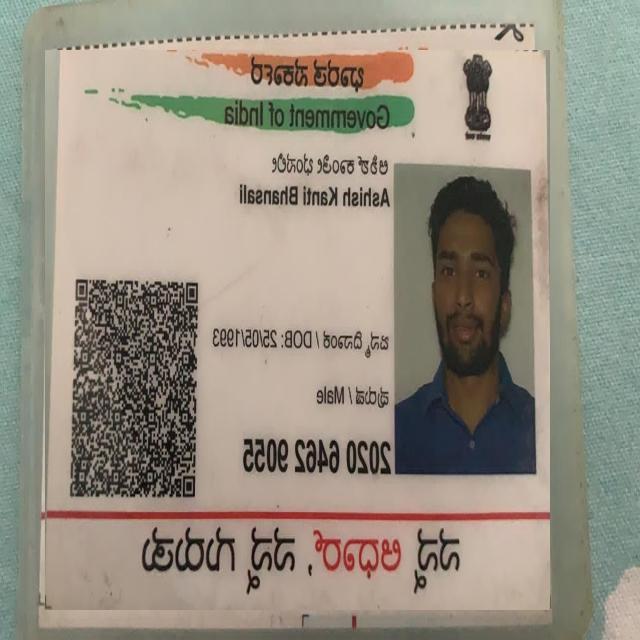 ಭಾರತ ಸರ್ಕಾರ
Government of India
ಆಶಿಶ್ ಕಾಂತೀ ಭಂಸಾಲಿ
Ashish Kanti Bhansali
ಜನ್ಮ ದಿನಾಂಕ / DOB: 25/05/1993
ಪುರುಷ / Male
2020 6462 9055
ನನ್ನ ಆಧಾರ್, ನನ್ನ ಗುರುತು